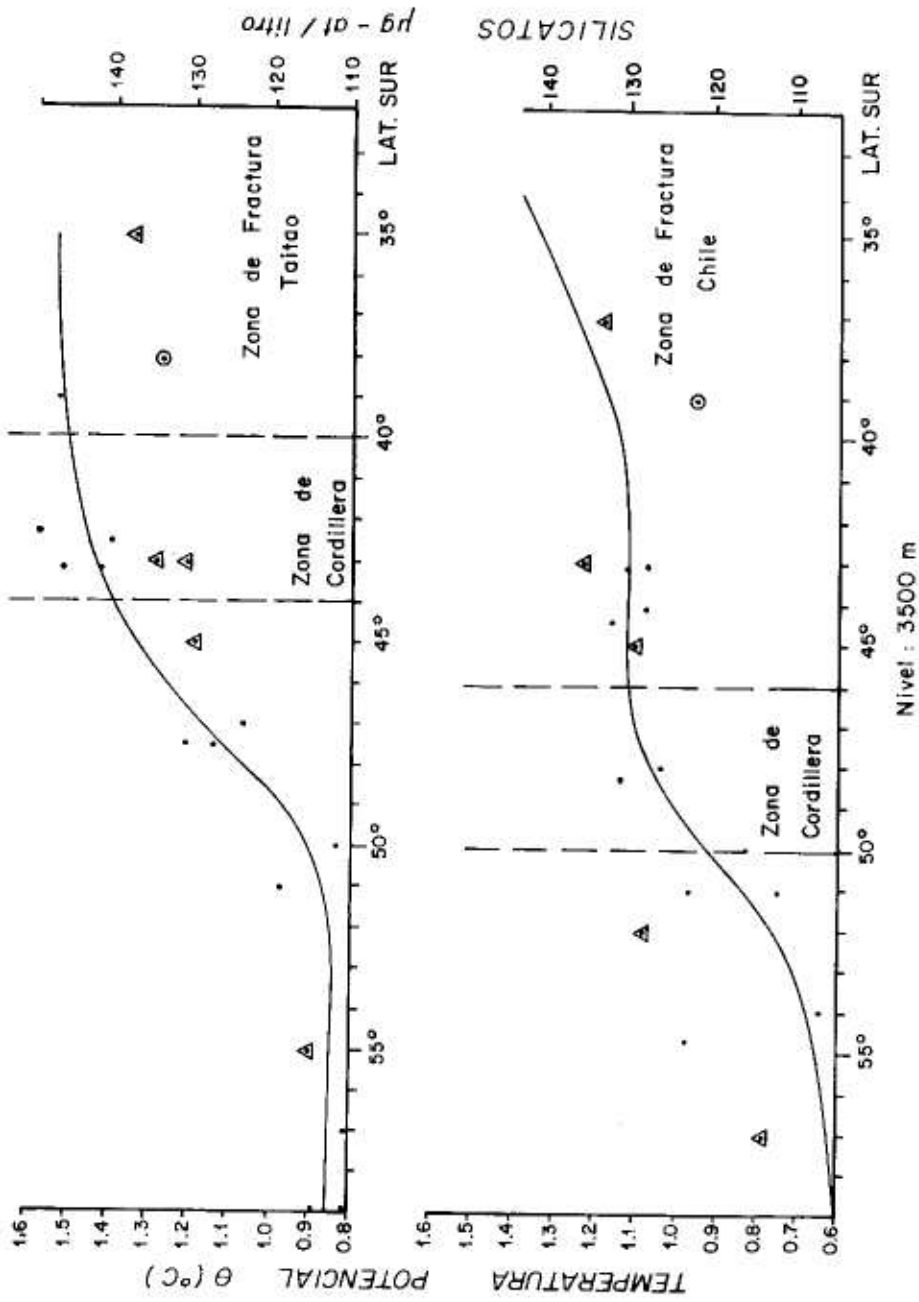 POTENCIAL θ (°C)
1.6
1.5
1.4
1.3
1.2
1.1
1.0
0.9
0.8
55°
50°
45°
40°
35°
LAT. SUR
Zona de
Cordillera
Zona de Fractura
Taitao
140
130
120
110
µg - at / litro
TEMPERATURA
1.6
1.5
1.4
1.3
1.2
1.1
1.0
0.9
0.8
0.7
0.6
55°
50°
45°
40°
35°
LAT. SUR
Zona de
Cordillera
Zona de Fractura
Chile
140
130
120
110
SILICATOS
Nivel : 3500 m